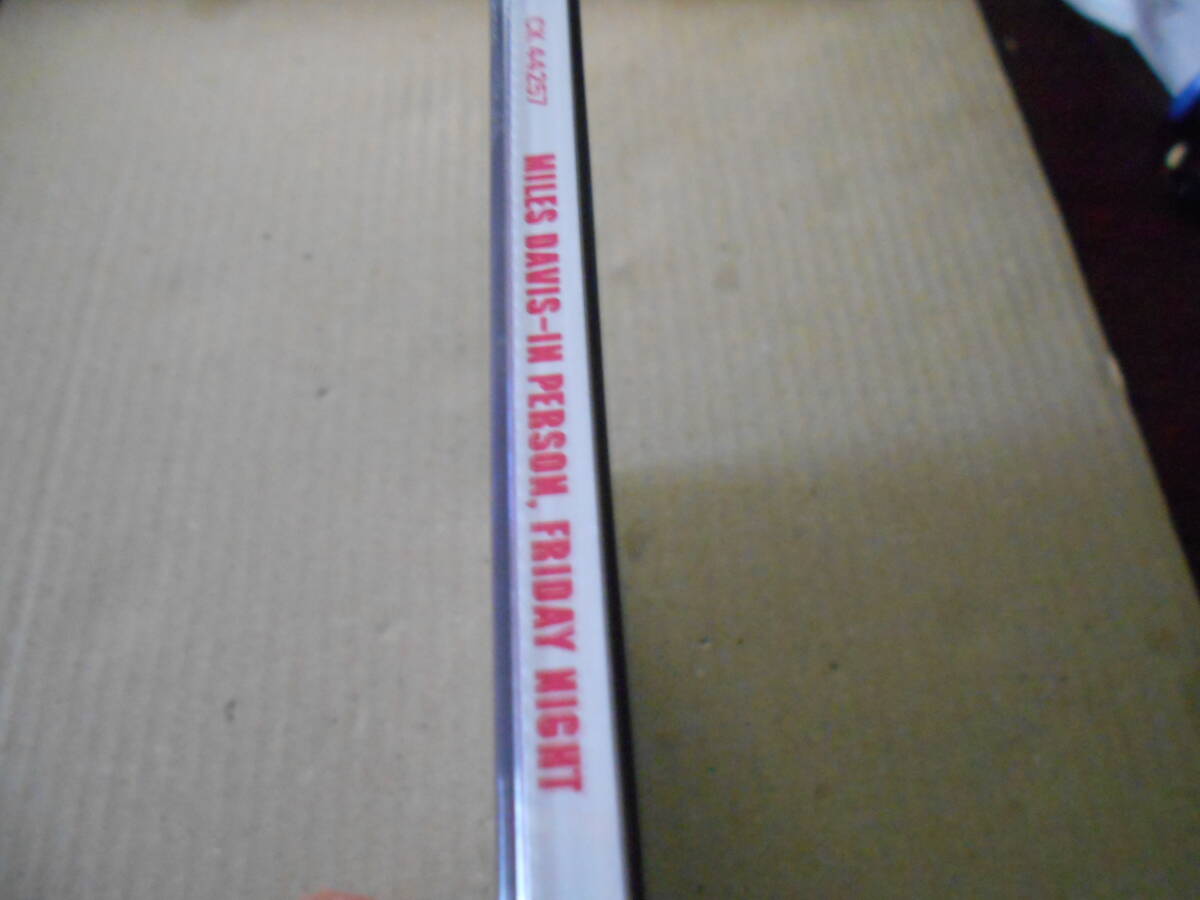 CK 44257 MILES DAVIS-IN PERSON, FRIDAY NIGHT